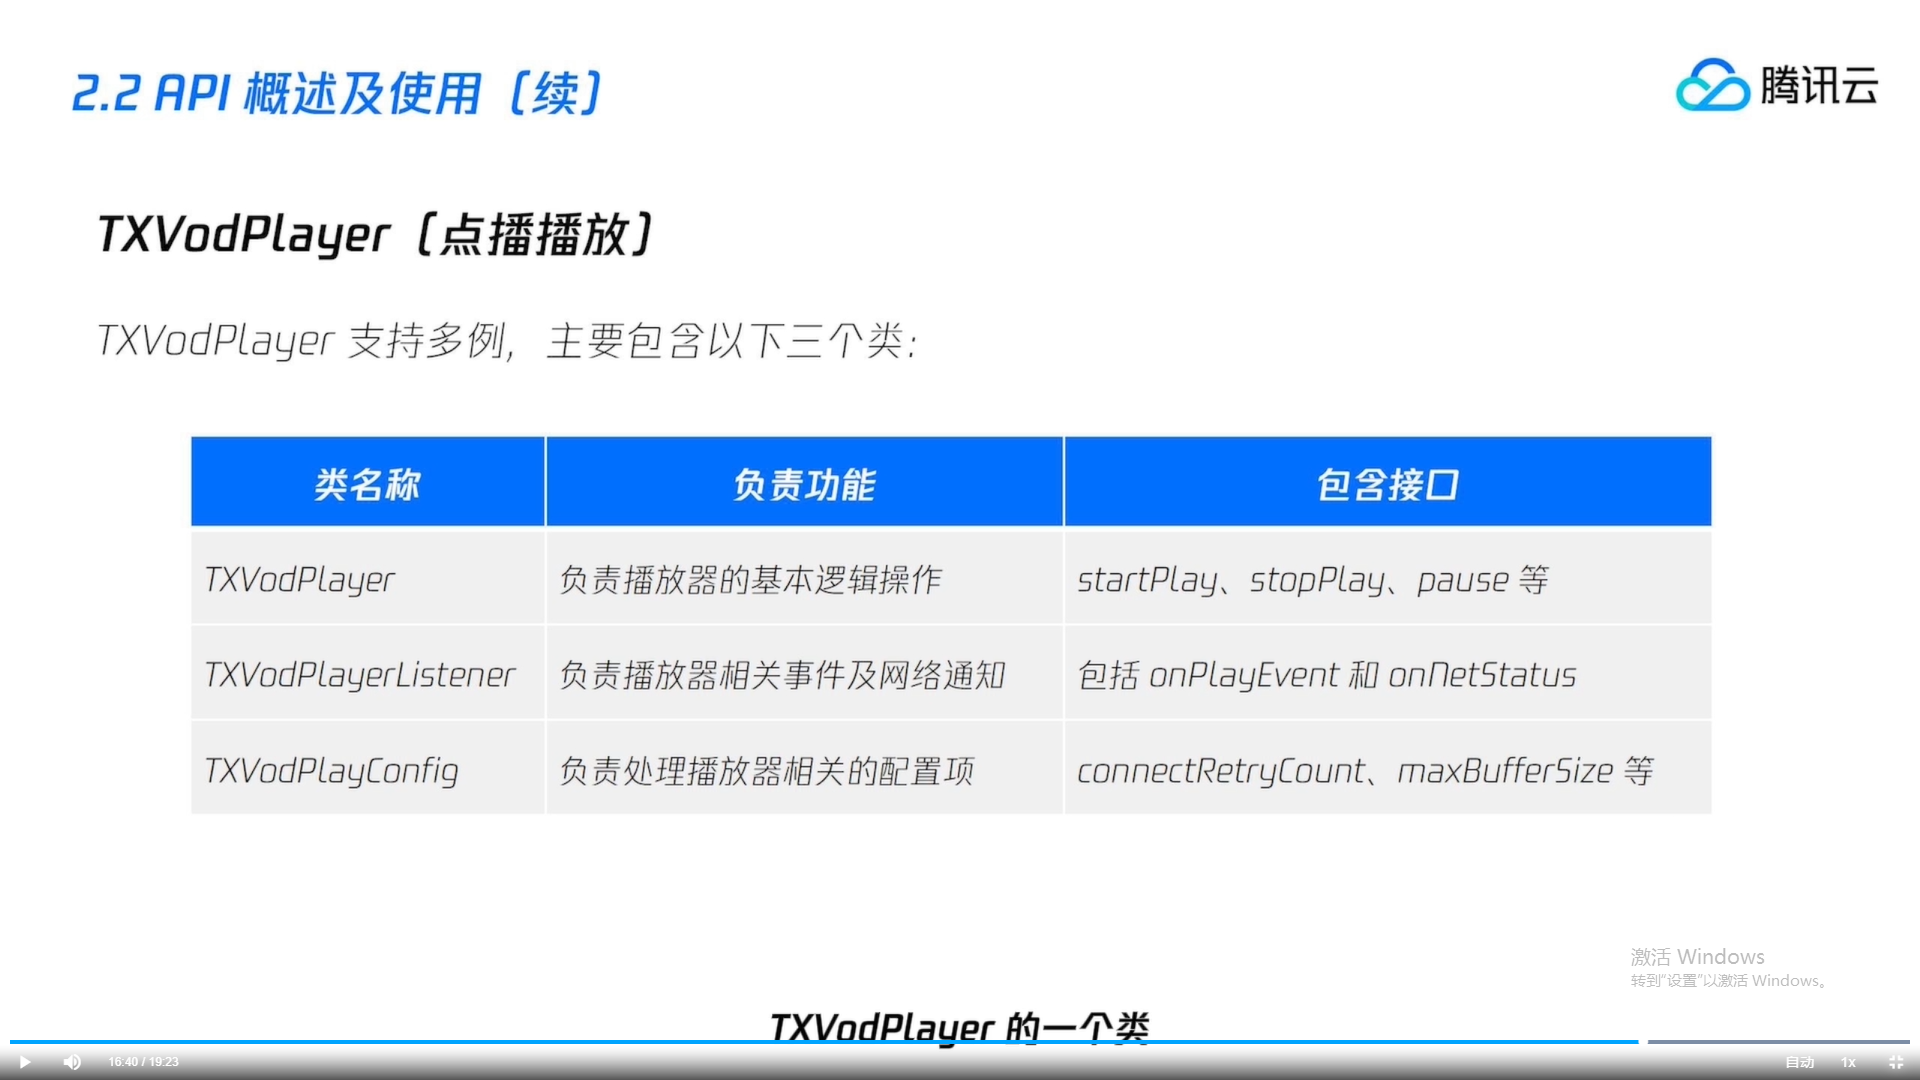 2.2 API 概述及使用（续）
腾讯云
TXVodPlayer（点播播放）
TXVodPlayer 支持多例，主要包含以下三个类：
类名称 负责功能 包含接口
TXVodPlayer 负责播放器的基本逻辑操作 startPlay、stopPlay、pause 等
TXVodPlayerListener 负责播放器相关事件及网络通知 包括 onPlayEvent 和 onNetStatus
TXVodPlayConfig 负责处理播放器相关的配置项 connectRetryCount、maxBufferSize 等
激活 Windows
转到“设置”以激活 Windows。
TXVodPlayer 的一个类
16:40 / 19:23 自动 1x